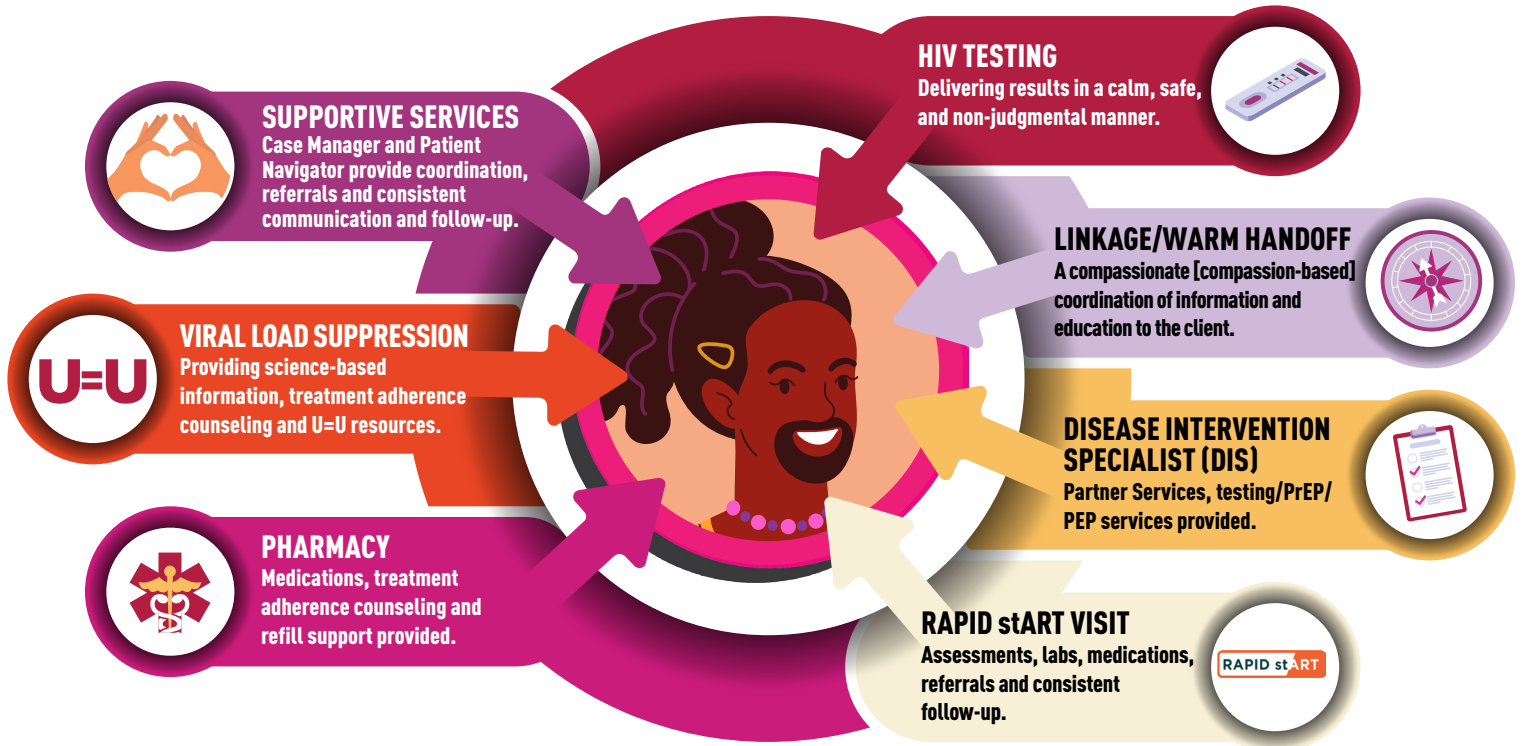 HIV TESTING
Delivering results in a calm, safe,
and non-judgmental manner.
LINKAGE/WARM HANDOFF
A compassionate [compassion-based]
coordination of information and
education to the client.
DISEASE INTERVENTION
SPECIALIST (DIS)
Partner Services, testing/PrEP/
PEP services provided.
RAPID stART VISIT
Assessments, labs, medications,
referrals and consistent
follow-up.
RAPID stART
PHARMACY
Medications, treatment
adherence counseling and
refill support provided.
U=U
VIRAL LOAD SUPPRESSION
Providing science-based
information, treatment adherence
counseling and U=U resources.
SUPPORTIVE SERVICES
Case Manager and Patient
Navigator provide coordination,
referrals and consistent
communication and follow-up.